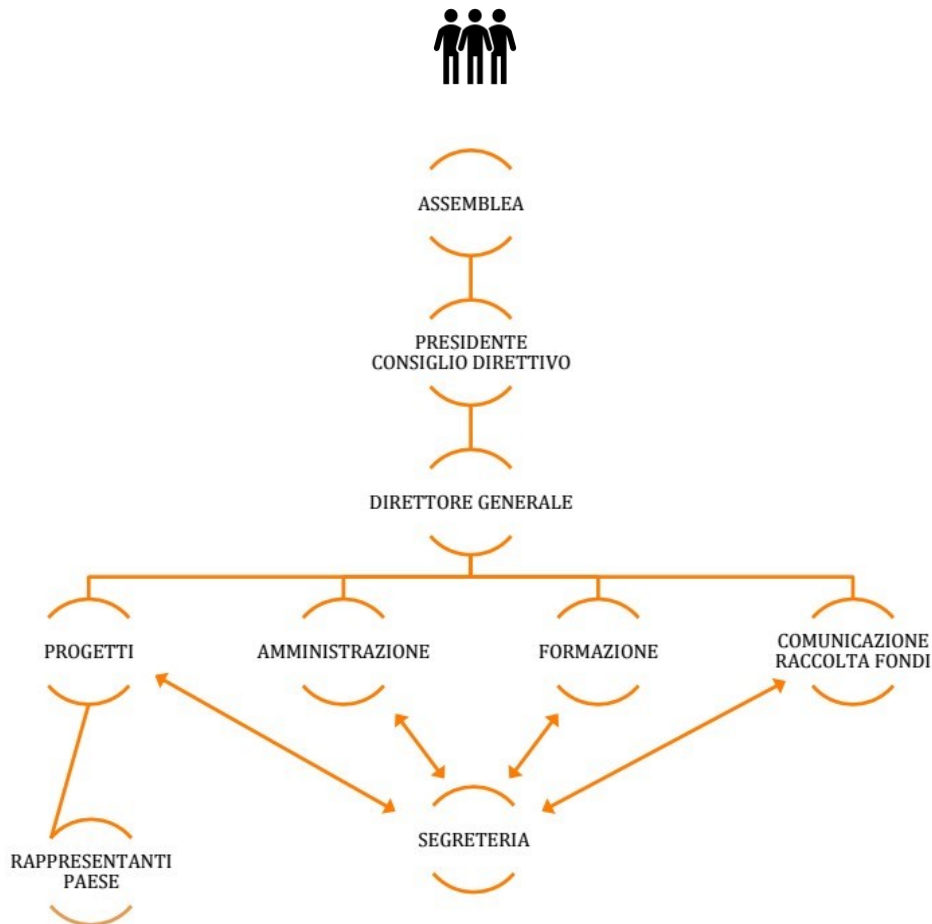 ASSEMBLEA
PRESIDENTE
CONSIGLIO DIRETTIVO
DIRETTORE GENERALE
PROGETTI
AMMINISTRAZIONE
FORMAZIONE
COMUNICAZIONE
RACCOLTA FONDI
SEGRETERIA
RAPPRESENTANTI
PAESE